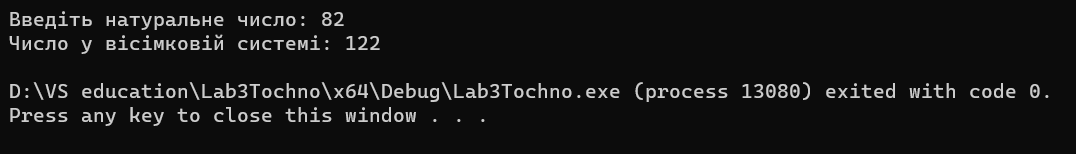 Введіть натуральне число: 82
Число у вісімковій системі: 122
D:\VS education\Lab3Tochno\x64\Debug\Lab3Tochno.exe (process 13080) exited with code 0.
Press any key to close this window . . .